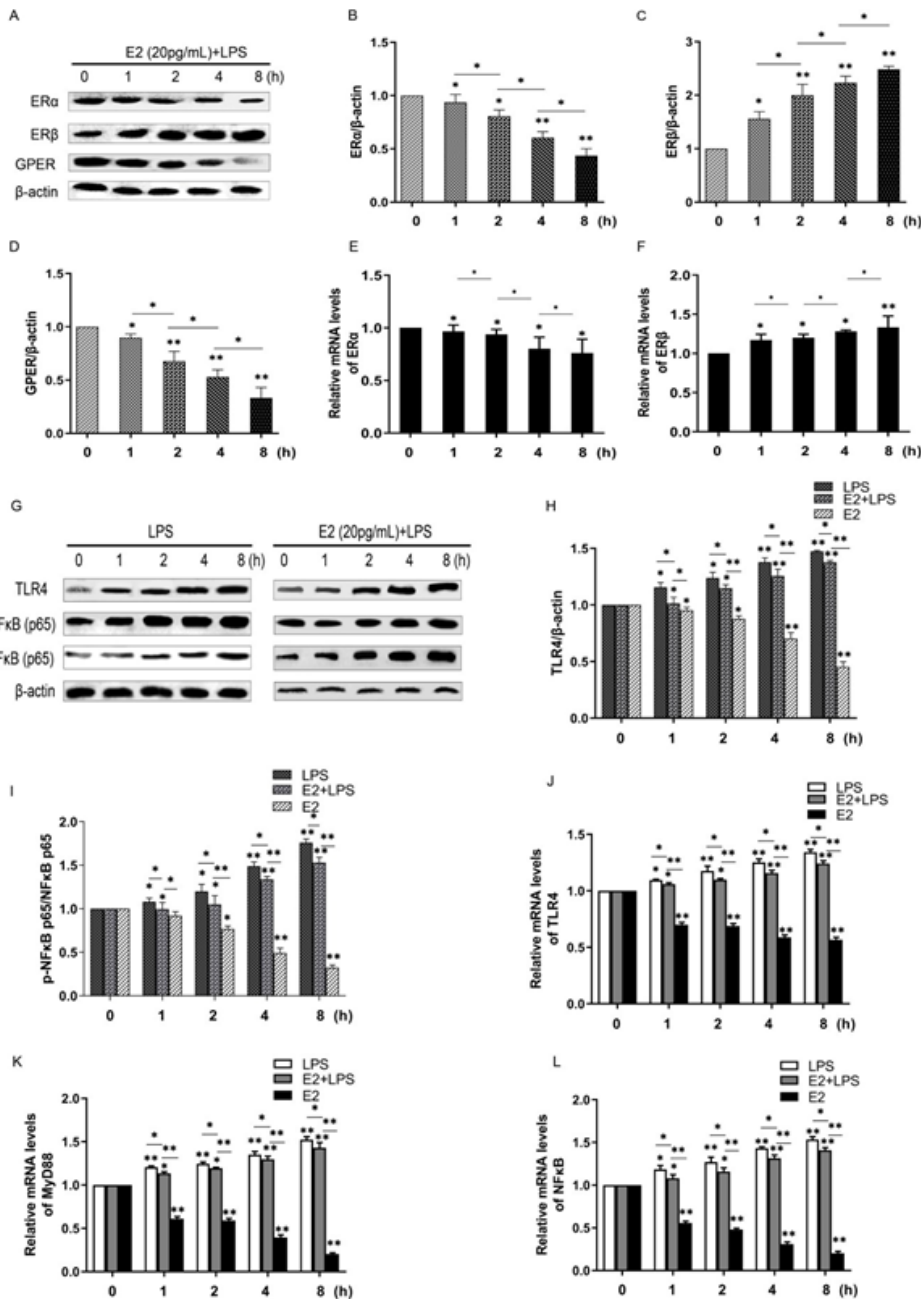 A
E2 (20pg/mL)+LPS
0 1 2 4 8 (h)
ERα
ERβ
GPER
β-actin
B
ERα/β-actin
1.5
1.0
0.5
0.0
0 1 2 4 8 (h)
* * ** **
* * *
C
ERβ/β-actin
3
2
1
0
0 1 2 4 8 (h)
* ** ** **
* * *
D
GPER/β-actin
1.5
1.0
0.5
0.0
0 1 2 4 8 (h)
* ** ** **
* * *
E
Relative mRNA levels
of ERα
1.5
1.0
0.5
0.0
0 1 2 4 8 (h)
* * * *
* * *
F
Relative mRNA levels
of ERβ
2.0
1.5
1.0
0.5
0.0
0 1 2 4 8 (h)
* * * **
* * *
G
LPS
0 1 2 4 8 (h)
E2 (20pg/mL)+LPS
0 1 2 4 8 (h)
TLR4
FκB (p65)
FκB (p65)
β-actin
H
LPS
E2+LPS
E2
TLR4/β-actin
1.5
1.0
0.5
0.0
0 1 2 4 8 (h)
I
LPS
E2+LPS
E2
p-NFκB p65/NFκB p65
2.0
1.5
1.0
0.5
0.0
0 1 2 4 8 (h)
J
LPS
E2+LPS
E2
Relative mRNA levels
of TLR4
1.5
1.0
0.5
0.0
0 1 2 4 8 (h)
K
LPS
E2+LPS
E2
Relative mRNA levels
of MyD88
2.0
1.5
1.0
0.5
0.0
0 1 2 4 8 (h)
L
LPS
E2+LPS
E2
Relative mRNA levels
of NFκB
2.0
1.5
1.0
0.5
0.0
0 1 2 4 8 (h)